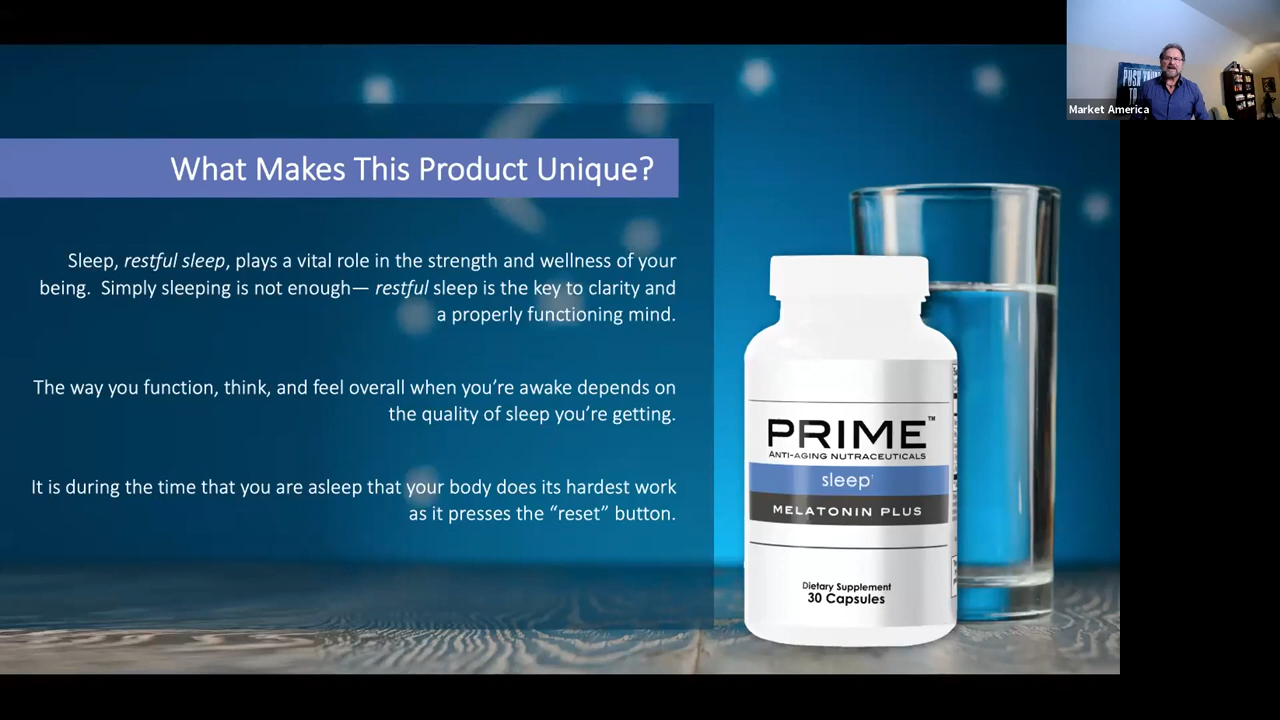 What Makes This Product Unique?
Sleep, restful sleep, plays a vital role in the strength and wellness of your
being. Simply sleeping is not enough— restful sleep is the key to clarity and
a properly functioning mind.
The way you function, think, and feel overall when you're awake depends on
the quality of sleep you're getting.
It is during the time that you are asleep that your body does its hardest work
as it presses the “reset” button.
PRIME™
ANTI-AGING NUTRACEUTICALS
sleep†
MELATONIN PLUS
Dietary Supplement
30 Capsules
PUSH
TO
Market America